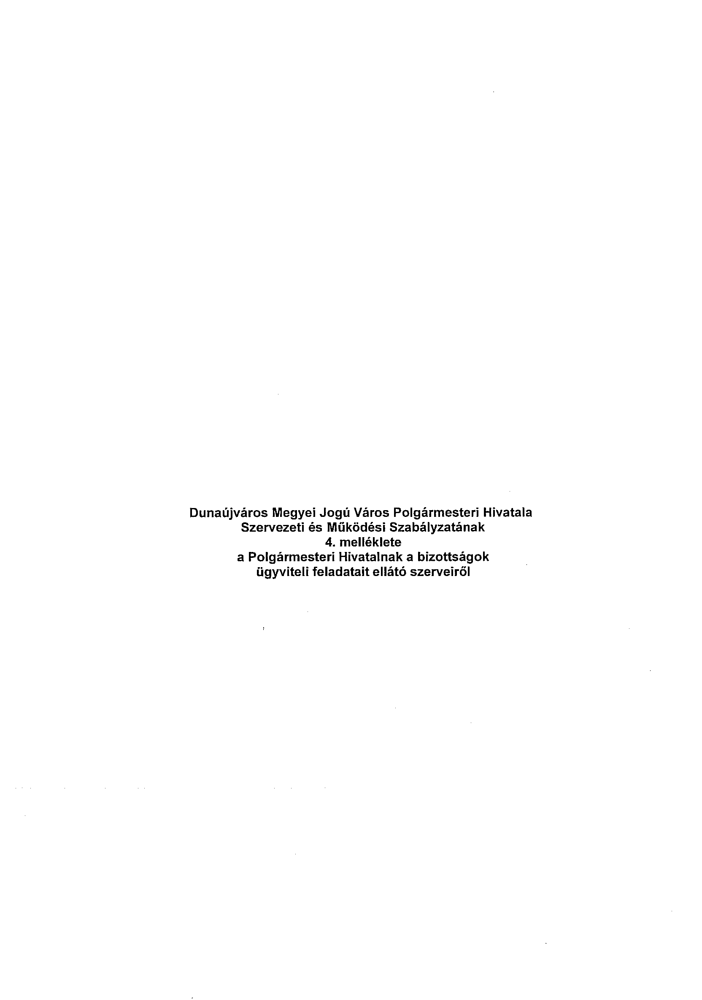 Dunaújváros Megyei Jogú Város Polgármesteri Hivatala
Szervezeti és Működési Szabályzatának
4. melléklete
a Polgármesteri Hivatalnak a bizottságok
ügyviteli feladatait ellátó szerveiről